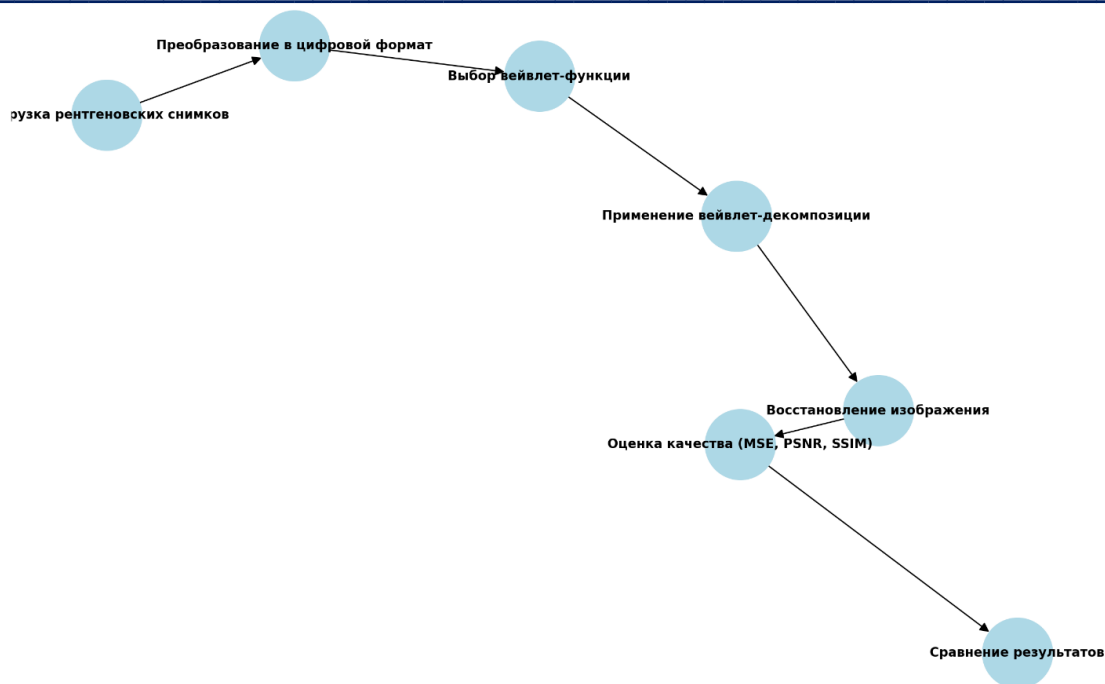 Преобразование в цифровой формат
Выбор вейвлет-функции
рузка рентгеновских снимков
Применение вейвлет-декомпозиции
Восстановление изображения
Оценка качества (MSE, PSNR, SSIM)
Сравнение результатов